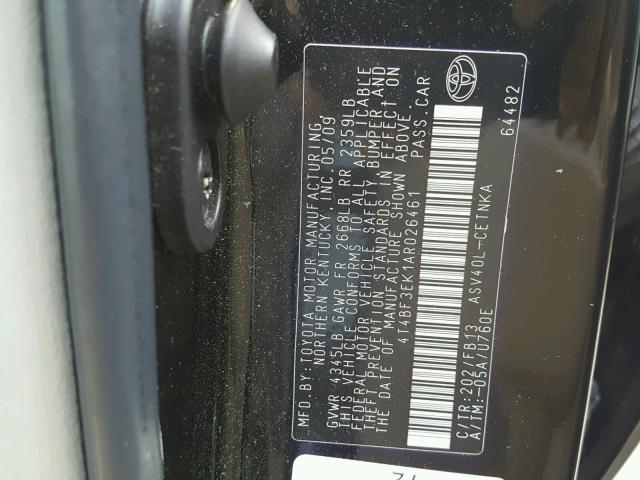 MFD. BY: TOYOTA MOTOR MANUFACTURING,
NORTHERN KENTUCKY, INC. 05/09
GVWR 4345LB GAWR FR 2668LB RR 2359LB
THIS VEHICLE CONFORMS TO ALL APPLICABLE
FEDERAL MOTOR VEHICLE SAFETY, BUMPER AND
THEFT PREVENTION STANDARDS IN EFFECT ON
THE DATE OF MANUFACTURE SHOWN ABOVE.
4T4BF3EK1AR026461 PASS. CAR
C/TR: 202/FB13 ASV40L-CETNKA
A/TM: -05A/U760E
64482